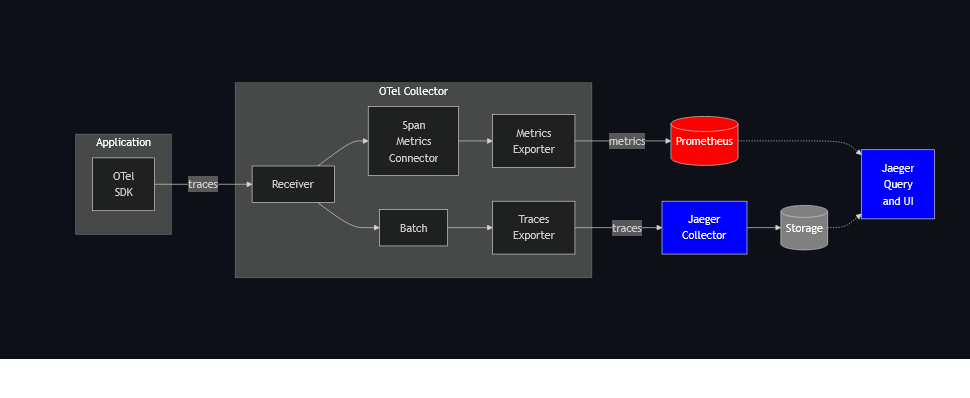 OTel Collector
Application
OTel
SDK
traces
Receiver
Span
Metrics
Connector
Metrics
Exporter
metrics
Prometheus
Batch
Traces
Exporter
traces
Jaeger
Collector
Storage
Jaeger
Query
and UI